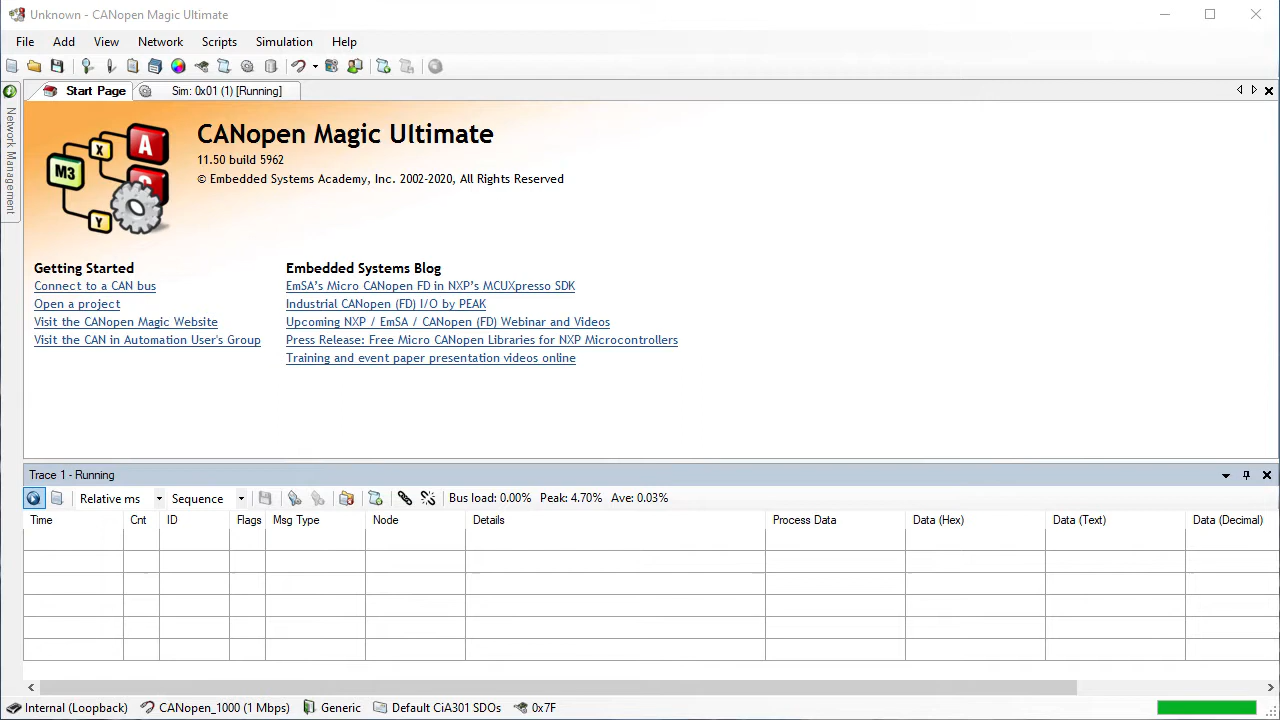 Unknown - CANopen Magic Ultimate
File Add View Network Scripts Simulation Help
Start Page Sim: 0x01 (1) [Running]
Network Management
M3 X A Y
CANopen Magic Ultimate
11.50 build 5962
© Embedded Systems Academy, Inc. 2002-2020, All Rights Reserved
Getting Started
Connect to a CAN bus
Open a project
Visit the CANopen Magic Website
Visit the CAN in Automation User's Group
Embedded Systems Blog
EmSA's Micro CANopen FD in NXP's MCUXpresso SDK
Industrial CANopen (FD) I/O by PEAK
Upcoming NXP / EmSA / CANopen (FD) Webinar and Videos
Press Release: Free Micro CANopen Libraries for NXP Microcontrollers
Training and event paper presentation videos online
Trace 1 - Running
Relative ms Sequence Bus load: 0.00% Peak: 4.70% Ave: 0.03%
Time Cnt ID Flags Msg Type Node Details Process Data Data (Hex) Data (Text) Data (Decimal)
Internal (Loopback) CANopen_1000 (1 Mbps) Generic Default CiA301 SDOs 0x7F